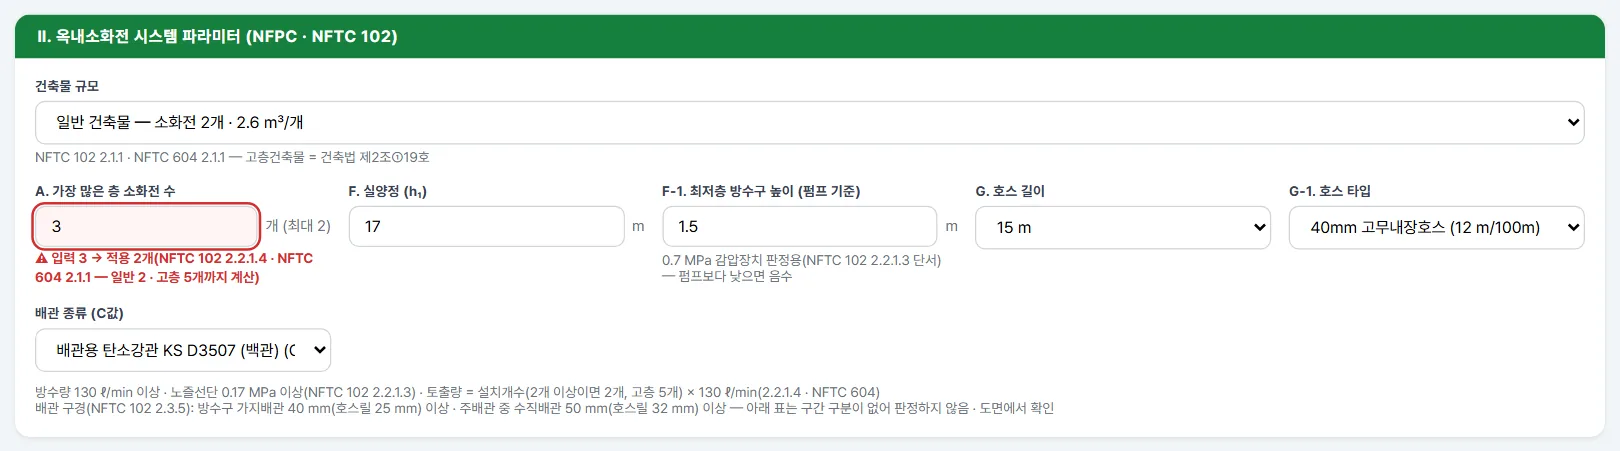 II. 옥내소화전 시스템 파라미터 (NFPC · NFTC 102)
건축물 규모
일반 건축물 — 소화전 2개 · 2.6 m³/개
NFTC 102 2.1.1 · NFTC 604 2.1.1 — 고층건축물 = 건축법 제2조①19호
A. 가장 많은 층 소화전 수
3 개 (최대 2)
⚠ 입력 3 → 적용 2개(NFTC 102 2.2.1.4 · NFTC
604 2.1.1 — 일반 2 · 고층 5개까지 계산)
F. 실양정 (h₁)
17 m
F-1. 최저층 방수구 높이 (펌프 기준)
1.5 m
0.7 MPa 감압장치 판정용(NFTC 102 2.2.1.3 단서)
— 펌프보다 낮으면 음수
G. 호스 길이
15 m
G-1. 호스 타입
40mm 고무내장호스 (12 m/100m)
배관 종류 (C값)
배관용 탄소강관 KS D3507 (백관) (C
방수량 130 ℓ/min 이상 · 노즐선단 0.17 MPa 이상(NFTC 102 2.2.1.3) · 토출량 = 설치개수(2개 이상이면 2개, 고층 5개) × 130 ℓ/min(2.2.1.4 · NFTC 604)
배관 구경(NFTC 102 2.3.5): 방수구 가지배관 40 mm(호스릴 25 mm) 이상 · 주배관 중 수직배관 50 mm(호스릴 32 mm) 이상 — 아래 표는 구간 구분이 없어 판정하지 않음 · 도면에서 확인